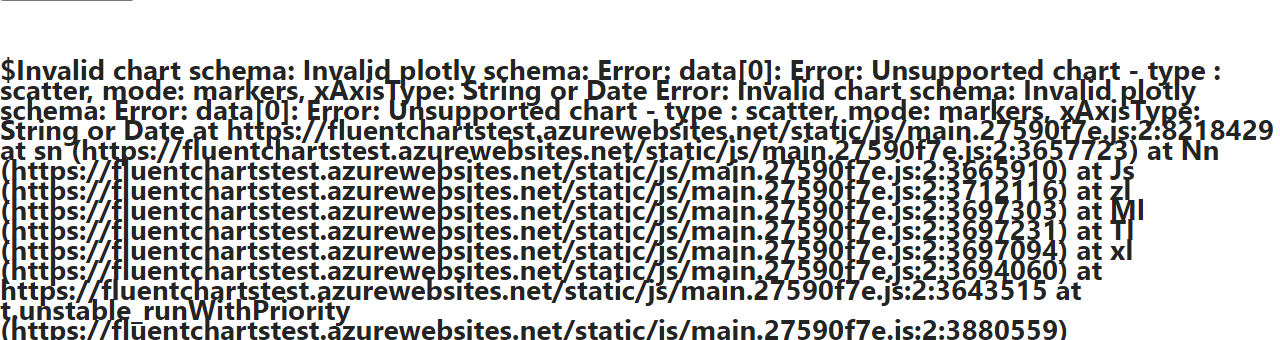 $Invalid chart schema: Invalid plotly schema: Error: data[0]: Error: Unsupported chart - type :
scatter, mode: markers, xAxisType: String or Date Error: Invalid chart schema: Invalid plotly
schema: Error: data[0]: Error: Unsupported chart - type : scatter, mode: markers, xAxisType:
String or Date at https://fluentchartstest.azurewebsites.net/static/js/main.27590f7e.js:2:8218429
at sn (https://fluentchartstest.azurewebsites.net/static/js/main.27590f7e.js:2:3657723) at Nn
(https://fluentchartstest.azurewebsites.net/static/js/main.27590f7e.js:2:3665910) at Js
(https://fluentchartstest.azurewebsites.net/static/js/main.27590f7e.js:2:3712116) at zl
(https://fluentchartstest.azurewebsites.net/static/js/main.27590f7e.js:2:3697303) at Ml
(https://fluentchartstest.azurewebsites.net/static/js/main.27590f7e.js:2:3697231) at Tl
(https://fluentchartstest.azurewebsites.net/static/js/main.27590f7e.js:2:3697094) at xl
(https://fluentchartstest.azurewebsites.net/static/js/main.27590f7e.js:2:3694060) at
https://fluentchartstest.azurewebsites.net/static/js/main.27590f7e.js:2:3643515 at
t.unstable_runWithPriority
(https://fluentchartstest.azurewebsites.net/static/js/main.27590f7e.js:2:3880559)